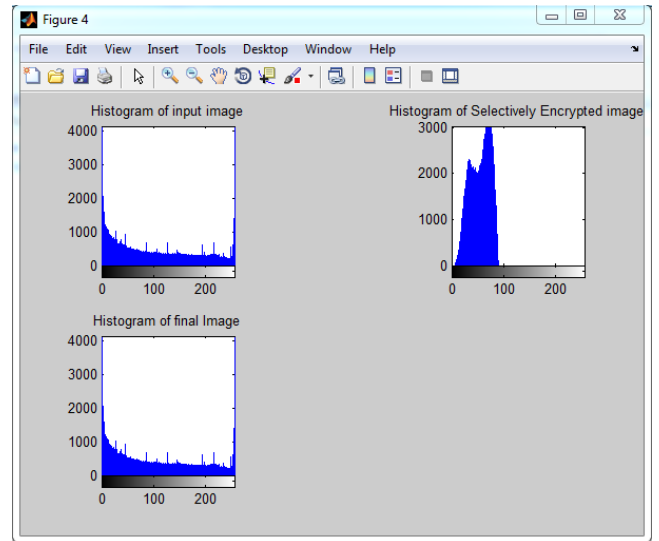 Figure 4
File Edit View Insert Tools Desktop Window Help
Histogram of input image
4000
3000
2000
1000
0
0 100 200
Histogram of Selectively Encrypted image
3000
2000
1000
0
0 100 200
Histogram of final Image
4000
3000
2000
1000
0
0 100 200